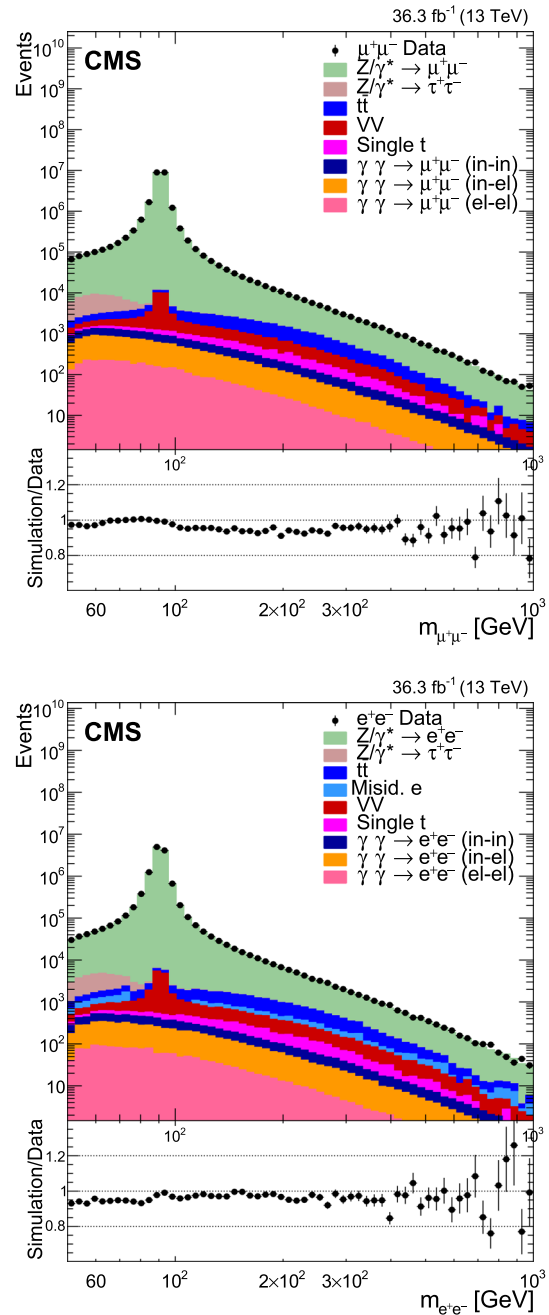 36.3 fb⁻¹ (13 TeV)
Events
CMS
μ⁺μ⁻ Data
Z/γ* → μ⁺μ⁻
Z/γ* → τ⁺τ⁻
tt̄
VV
Single t
γ γ → μ⁺μ⁻ (in-in)
γ γ → μ⁺μ⁻ (in-el)
γ γ → μ⁺μ⁻ (el-el)
10¹⁰
10⁹
10⁸
10⁷
10⁶
10⁵
10⁴
10³
10²
10
10² 10³
Simulation/Data
1.2
1
0.8
60 10² 2×10² 3×10² 10³
m_μ⁺μ⁻ [GeV]
36.3 fb⁻¹ (13 TeV)
Events
CMS
e⁺e⁻ Data
Z/γ* → e⁺e⁻
Z/γ* → τ⁺τ⁻
tt̄
Misid. e
VV
Single t
γ γ → e⁺e⁻ (in-in)
γ γ → e⁺e⁻ (in-el)
γ γ → e⁺e⁻ (el-el)
10¹⁰
10⁹
10⁸
10⁷
10⁶
10⁵
10⁴
10³
10²
10
10² 10³
Simulation/Data
1.2
1
0.8
60 10² 2×10² 3×10² 10³
m_e⁺e⁻ [GeV]